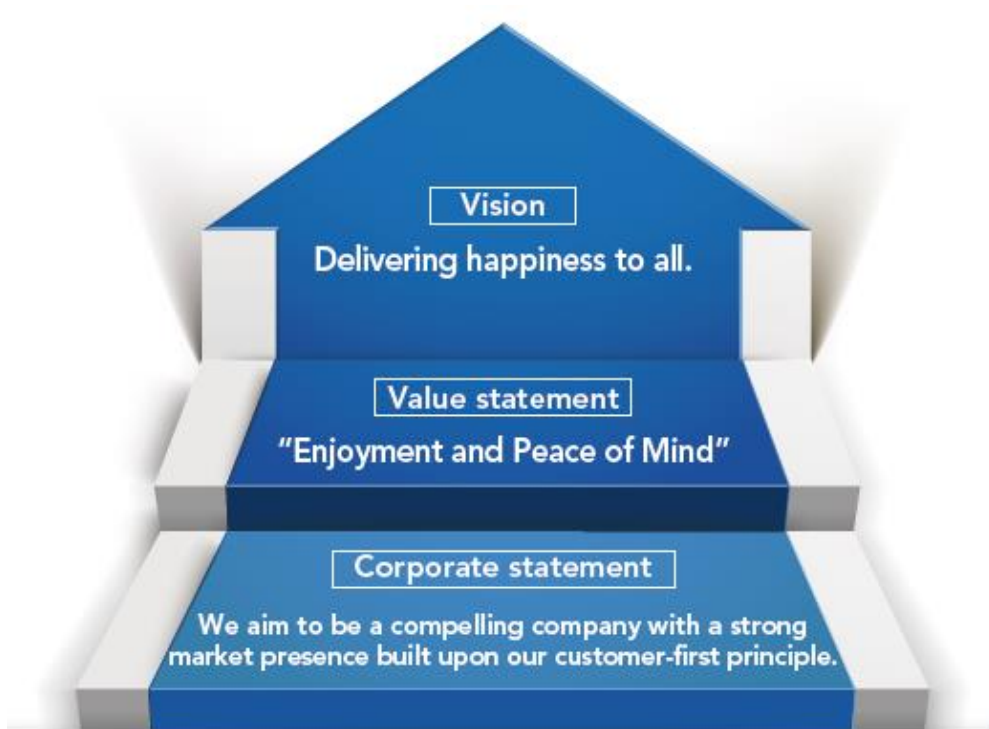 Vision
Delivering happiness to all.
Value statement
“Enjoyment and Peace of Mind”
Corporate statement
We aim to be a compelling company with a strong
market presence built upon our customer-first principle.